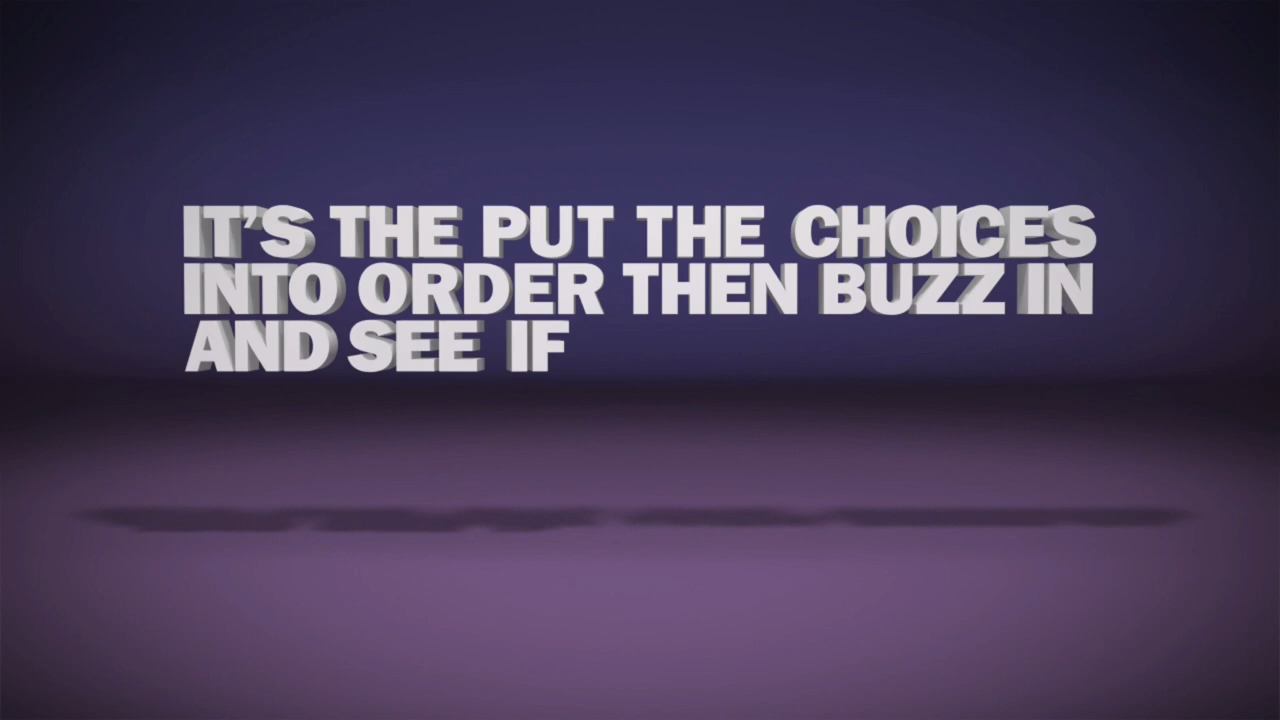 IT'S THE PUT THE CHOICES
INTO ORDER THEN BUZZ IN
AND SEE IF